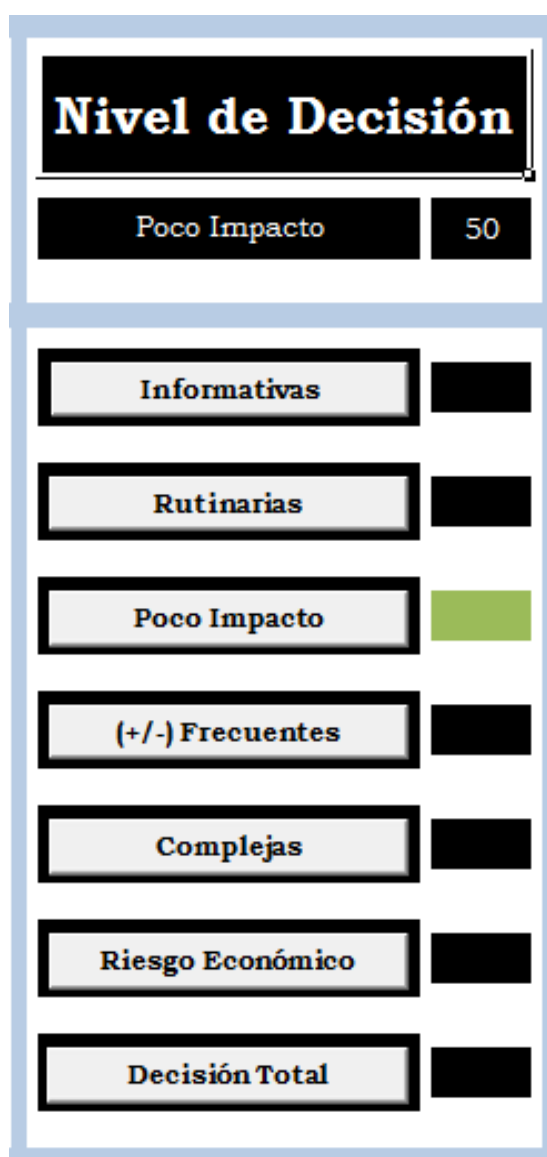 Nivel de Decisión
Poco Impacto 50
Informativas
Rutinarias
Poco Impacto
(+/-) Frecuentes
Complejas
Riesgo Económico
Decisión Total